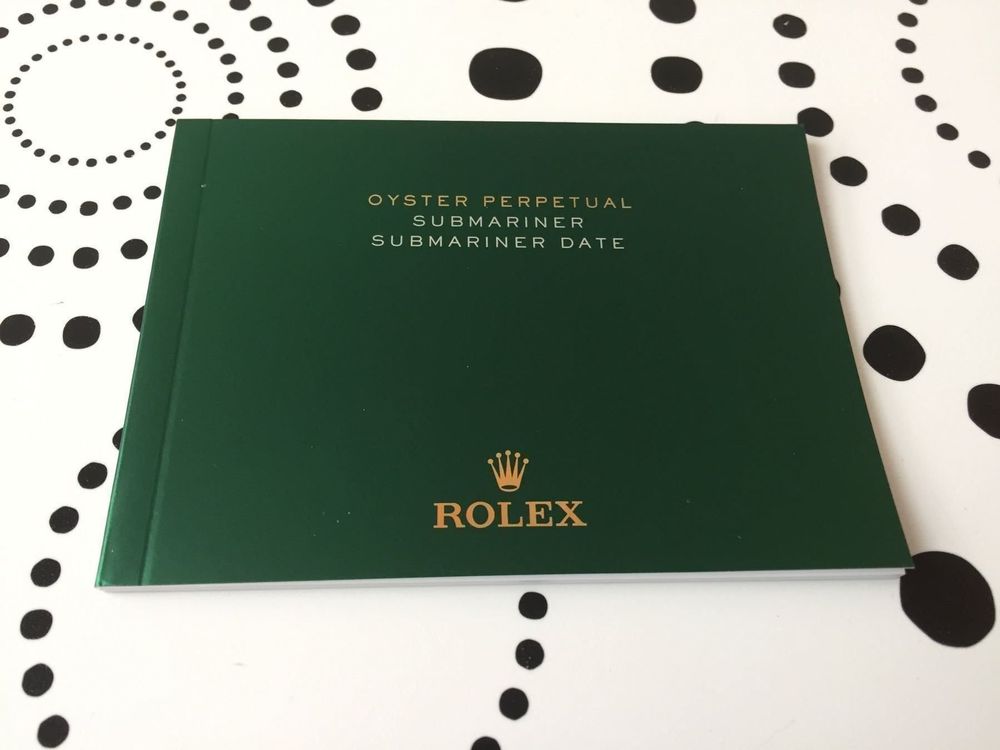 OYSTER PERPETUAL
SUBMARINER
SUBMARINER DATE
ROLEX